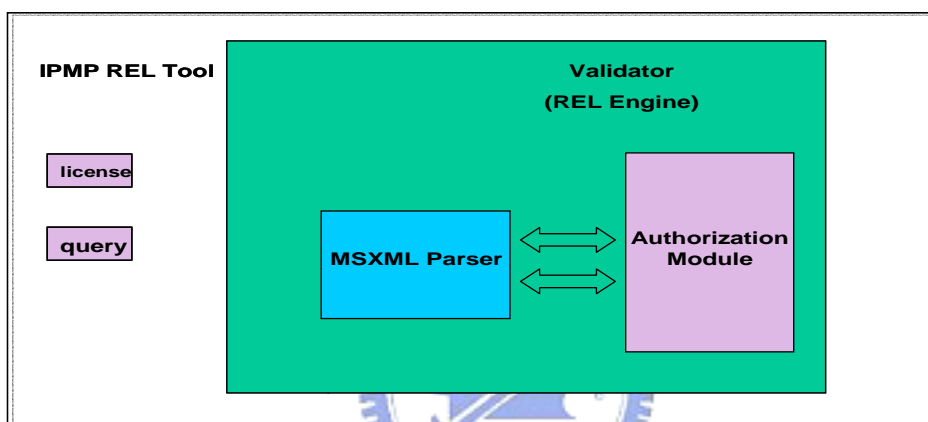 IPMP REL Tool
Validator
(REL Engine)
license
query
MSXML Parser
Authorization
Module